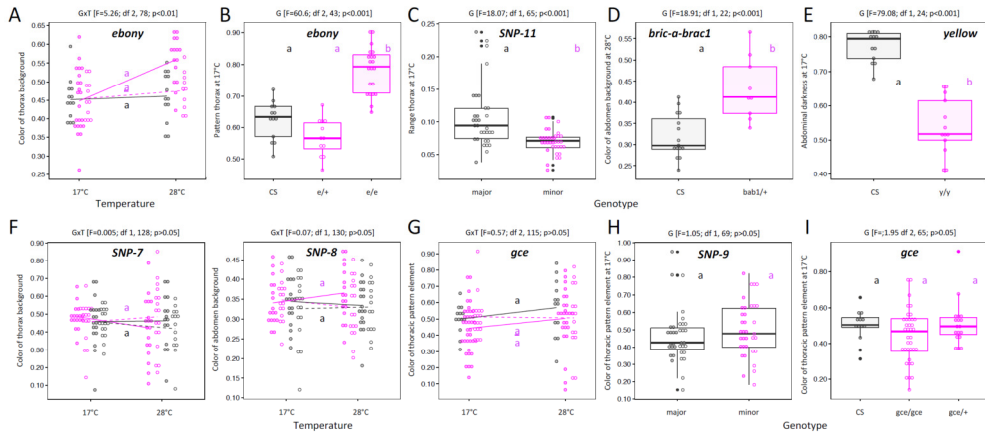 A
GxT [F=5.26; df 2, 78; p<0.01]
ebony
Color of thorax background
0.65
0.60
0.55
0.50
0.45
0.40
0.35
0.30
0.25
a
a
a
17°C
28°C
Temperature
B
G [F=60.6; df 2, 43; p<0.001]
ebony
Pattern thorax at 17°C
0.90
0.80
0.70
0.60
0.50
a
a
b
CS
e/+
e/e
C
G [F=18.07; df 1, 65; p<0.001]
SNP-11
Range thorax at 17°C
0.25
0.20
0.15
0.10
0.05
a
b
major
minor
D
G [F=18.91; df 1, 22; p<0.001]
bric-a-brac1
Color of abdomen background at 28°C
0.55
0.50
0.45
0.40
0.35
0.30
0.25
a
b
CS
bab1/+
E
G [F=79.08; df 1, 24; p<0.001]
yellow
Abdominal darkness at 17°C
0.80
0.70
0.60
0.50
0.40
a
b
CS
y/y
Genotype
F
GxT [F=0.005; df 1, 128; p>0.05]
SNP-7
Color of thorax background
0.90
0.80
0.70
0.60
0.50
0.40
0.30
0.20
0.10
a
a
17°C
28°C
GxT [F=0.07; df 1, 130; p>0.05]
SNP-8
Color of abdomen background
0.45
0.40
0.35
0.30
0.25
0.20
0.15
0.10
a
a
17°C
28°C
Temperature
G
GxT [F=0.57; df 2, 115; p>0.05]
gce
Color of thoracic pattern element
0.90
0.80
0.70
0.60
0.50
0.40
0.30
0.20
0.10
0.00
a
a
a
17°C
28°C
H
G [F=1.05; df 1, 69; p>0.05]
SNP-9
Color of thoracic pattern element at 17°C
0.90
0.80
0.70
0.60
0.50
0.40
0.30
0.20
0.10
a
a
major
minor
I
G [F=;1.95 df 2, 65; p>0.05]
gce
Color of thoracic pattern element at 17°C
0.80
0.60
0.40
0.20
a
a
a
CS
gce/gce
gce/+
Genotype